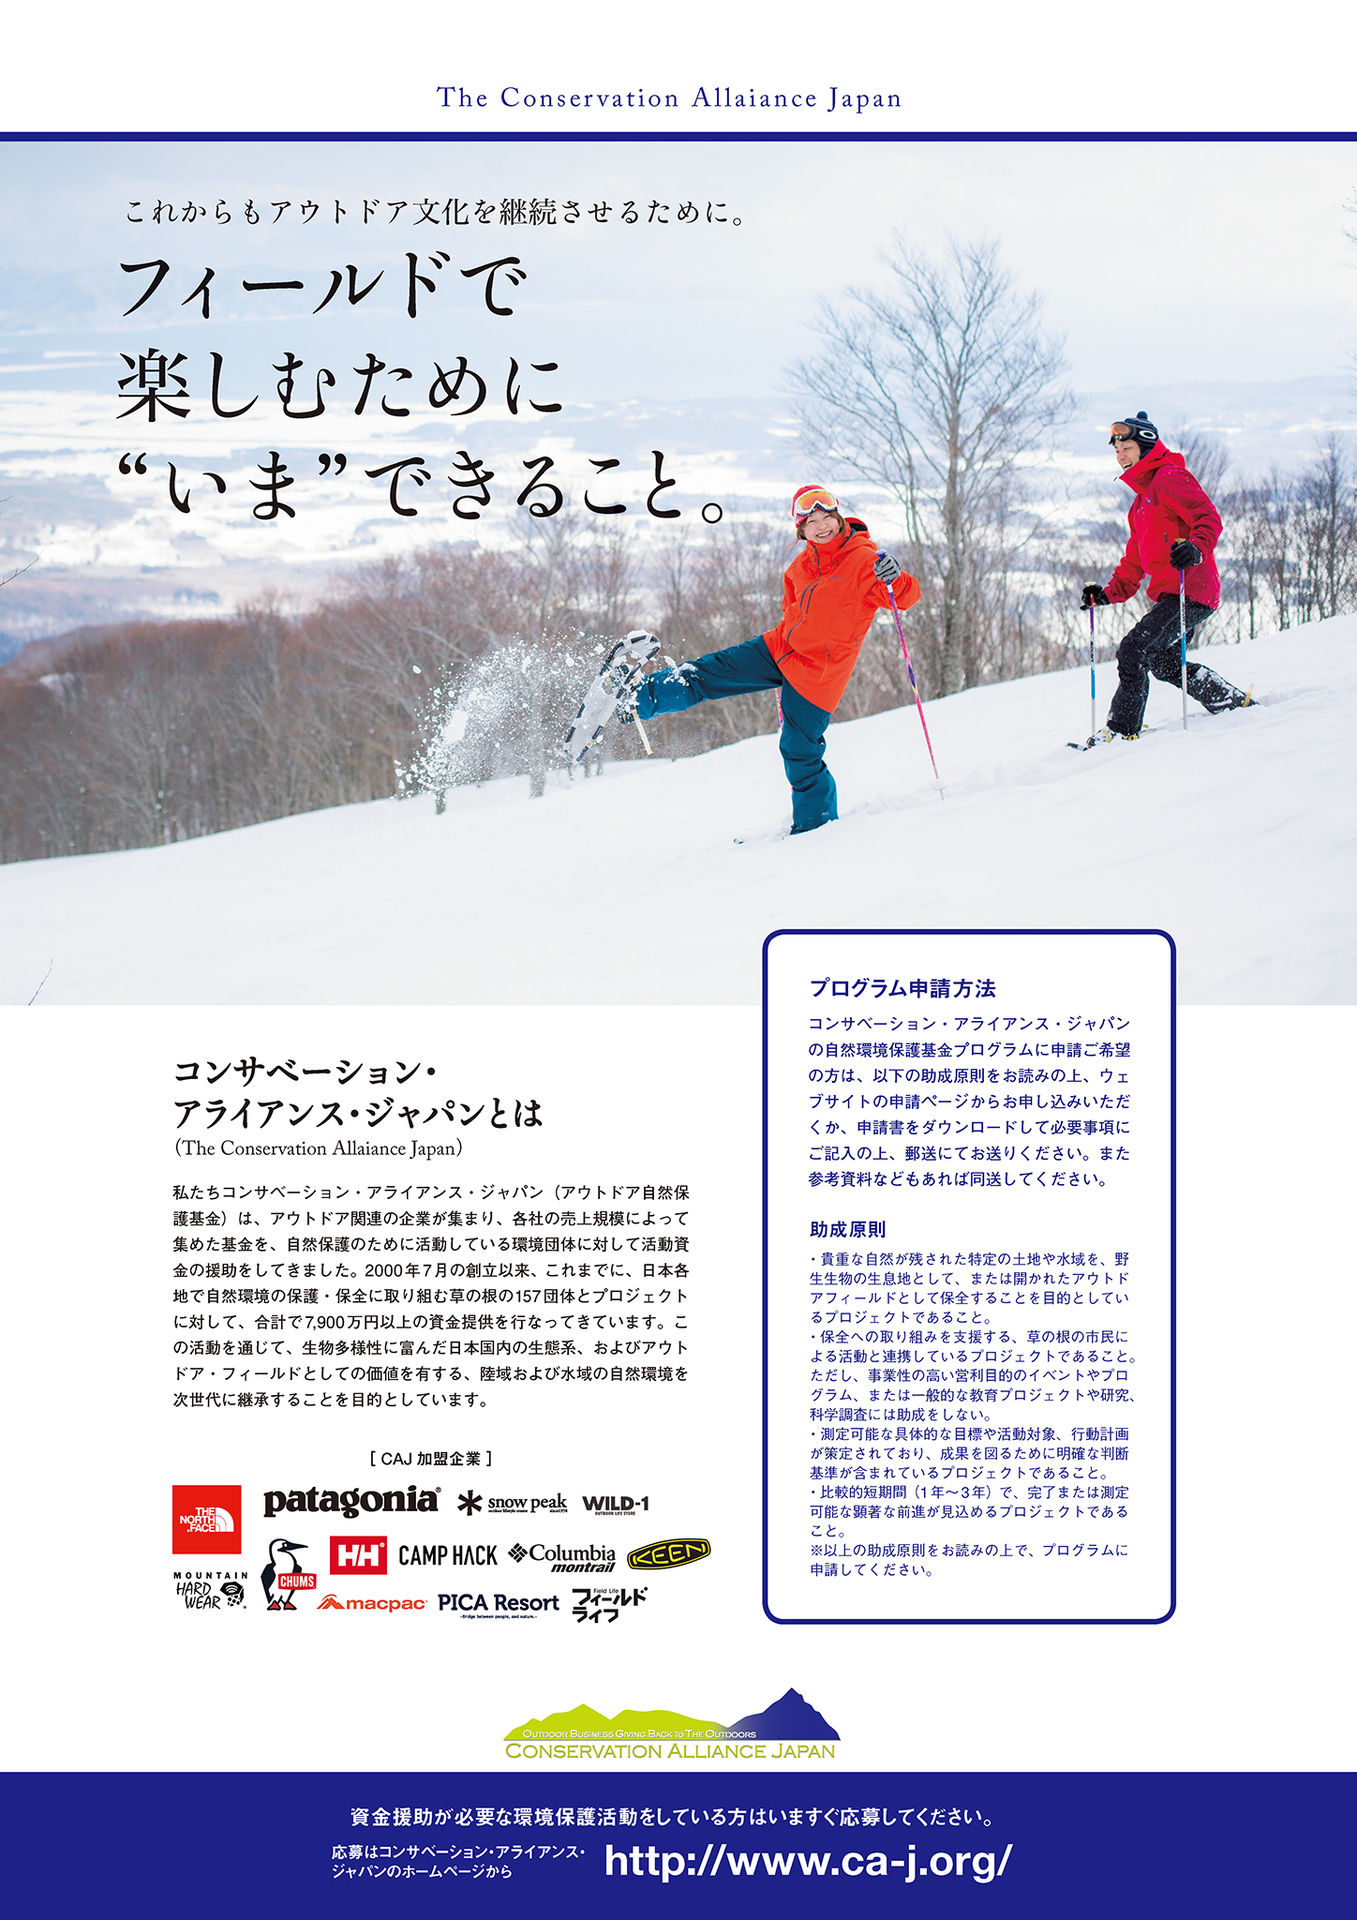 The Conservation Allaiance Japan
これからもアウトドア文化を継続させるために。
フィールドで
楽しむために
“いま”できること。
コンサベーション・
アライアンス・ジャパンとは
（The Conservation Allaiance Japan）
私たちコンサベーション・アライアンス・ジャパン（アウトドア自然保
護基金）は、アウトドア関連の企業が集まり、各社の売上規模によって
集めた基金を、自然保護のために活動している環境団体に対して活動資
金の援助をしてきました。2000年7月の創立以来、これまでに、日本各
地で自然環境の保護・保全に取り組む草の根の157団体とプロジェクト
に対して、合計で7,900万円以上の資金提供を行なってきています。こ
の活動を通じて、生物多様性に富んだ日本国内の生態系、およびアウト
ドア・フィールドとしての価値を有する、陸域および水域の自然環境を
次世代に継承することを目的としています。
[ CAJ 加盟企業 ]
THE
NORTH
FACE
patagonia®
snow peak
outdoor lifestyle creator since1958
WILD-1
OUTDOOR LIFE STORE
MOUNTAIN
HARD
WEAR
CHUMS
HH®
CAMP HACK
Columbia
montrail
KEEN
macpac
PICA Resort
-Bridge between people, and nature.-
Field Life
フィールド
ライフ
プログラム申請方法
コンサベーション・アライアンス・ジャパン
の自然環境保護基金プログラムに申請ご希望
の方は、以下の助成原則をお読みの上、ウェ
ブサイトの申請ページからお申し込みいただ
くか、申請書をダウンロードして必要事項に
ご記入の上、郵送にてお送りください。また
参考資料などもあれば同送してください。
助成原則
・貴重な自然が残された特定の土地や水域を、野
生生物の生息地として、または開かれたアウトド
アフィールドとして保全することを目的としてい
るプロジェクトであること。
・保全への取り組みを支援する、草の根の市民に
よる活動と連携しているプロジェクトであること。
ただし、事業性の高い営利目的のイベントやプロ
グラム、または一般的な教育プロジェクトや研究、
科学調査には助成をしない。
・測定可能な具体的な目標や活動対象、行動計画
が策定されており、成果を図るために明確な判断
基準が含まれているプロジェクトであること。
・比較的短期間（1年〜3年）で、完了または測定
可能な顕著な前進が見込めるプロジェクトである
こと。
※以上の助成原則をお読みの上で、プログラムに
申請してください。
OUTDOOR BUSINESS GIVING BACK TO THE OUTDOORS
CONSERVATION ALLIANCE JAPAN
資金援助が必要な環境保護活動をしている方はいますぐ応募してください。
応募はコンサベーション・アライアンス・
ジャパンのホームページから
http://www.ca-j.org/